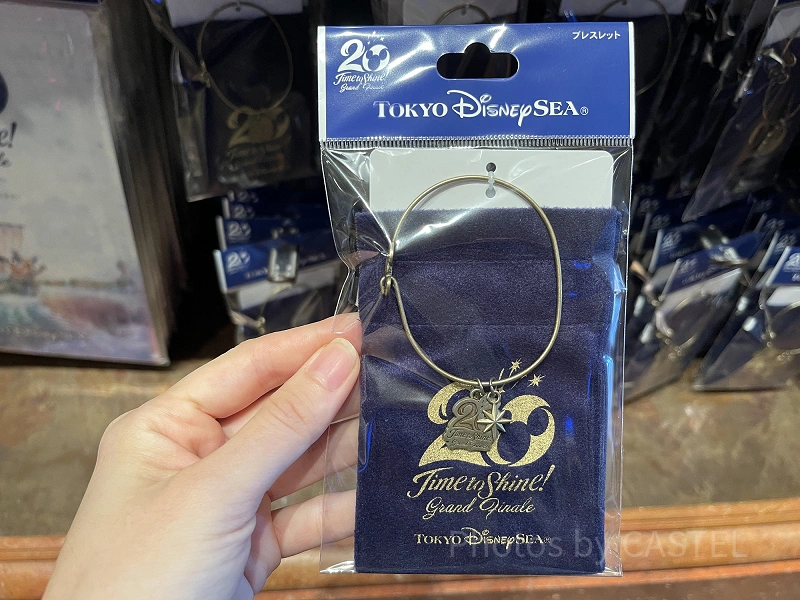 20
Time to Shine!
Grand Finale
ブレスレット
TOKYO DISNEYSEA®
20
20
Time to Shine!
Grand Finale
TOKYO DISNEYSEA®
Photos by CASTEL